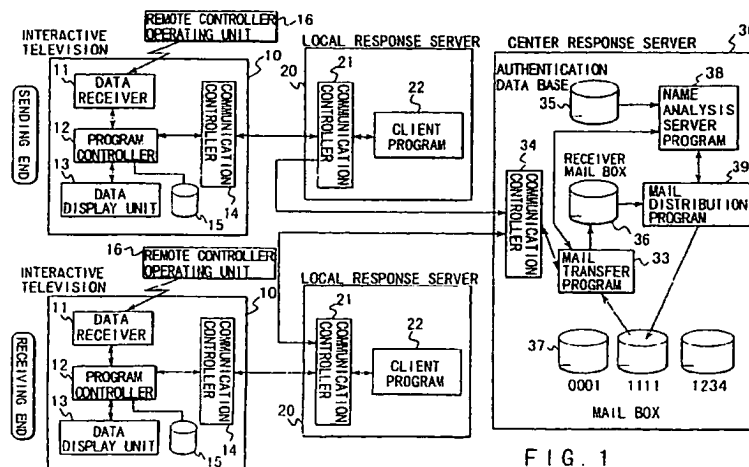 REMOTE CONTROLLER
OPERATING UNIT
16
INTERACTIVE
TELEVISION
10
11
DATA
RECEIVER
12
PROGRAM
CONTROLLER
13
DATA
DISPLAY UNIT
15
COMMUNICATION
CONTROLLER
14
SENDING END
LOCAL RESPONSE SERVER
20
21
COMMUNICATION
CONTROLLER
22
CLIENT
PROGRAM
CENTER RESPONSE SERVER
AUTHENTICATION
DATA BASE
35
38
NAME
ANALYSIS
SERVER
PROGRAM
34
COMMUNICATION
CONTROLLER
RECEIVER
MAIL BOX
36
39
MAIL
DISTRIBUTION
PROGRAM
33
MAIL
TRANSFER
PROGRAM
37
0001 1111 1234
MAIL BOX
16
REMOTE CONTROLLER
OPERATING UNIT
INTERACTIVE
TELEVISION
10
11
DATA
RECEIVER
12
PROGRAM
CONTROLLER
13
DATA
DISPLAY UNIT
15
COMMUNICATION
CONTROLLER
14
RECEIVING END
LOCAL RESPONSE SERVER
21
COMMUNICATION
CONTROLLER
22
CLIENT
PROGRAM
20
FIG. 1